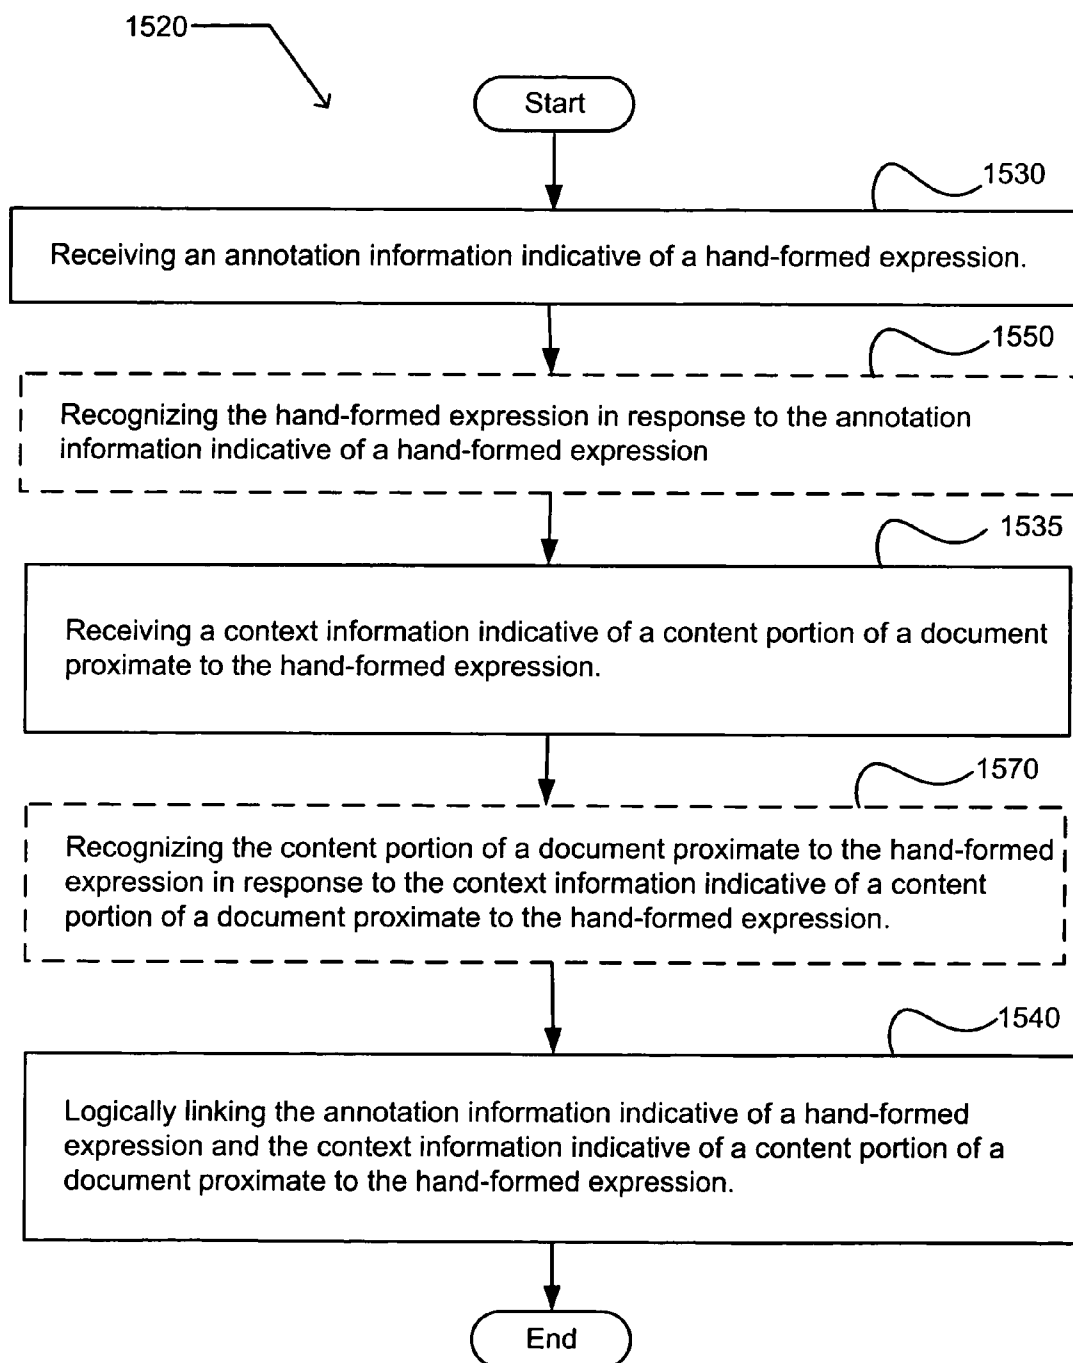 1520
Start
1530
Receiving an annotation information indicative of a hand-formed expression.
1550
Recognizing the hand-formed expression in response to the annotation
information indicative of a hand-formed expression
1535
Receiving a context information indicative of a content portion of a document
proximate to the hand-formed expression.
1570
Recognizing the content portion of a document proximate to the hand-formed
expression in response to the context information indicative of a content
portion of a document proximate to the hand-formed expression.
1540
Logically linking the annotation information indicative of a hand-formed
expression and the context information indicative of a content portion of a
document proximate to the hand-formed expression.
End